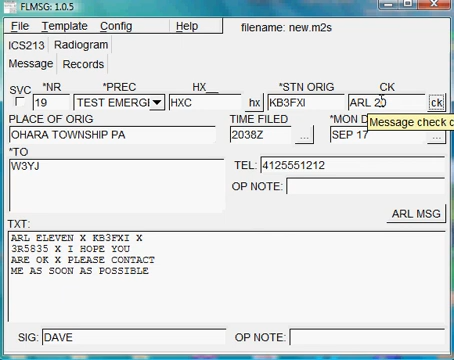 FLMSG: 1.0.5
File Template Config Help filename: new.m2s
ICS213 Radiogram
Message Records
SVC *NR *PREC HX__ *STN ORIG CK
19 TEST EMERGI HXC hx KB3FXI ARL 20 ck
Message check c
PLACE OF ORIG TIME FILED *MON D
OHARA TOWNSHIP PA 2038Z ... SEP 17 ...
*TO
W3YJ TEL: 4125551212
OP NOTE:
ARL MSG
TXT:
ARL ELEVEN X KB3FXI X
3R5835 X I HOPE YOU
ARE OK X PLEASE CONTACT
ME AS SOON AS POSSIBLE
SIG: DAVE OP NOTE: